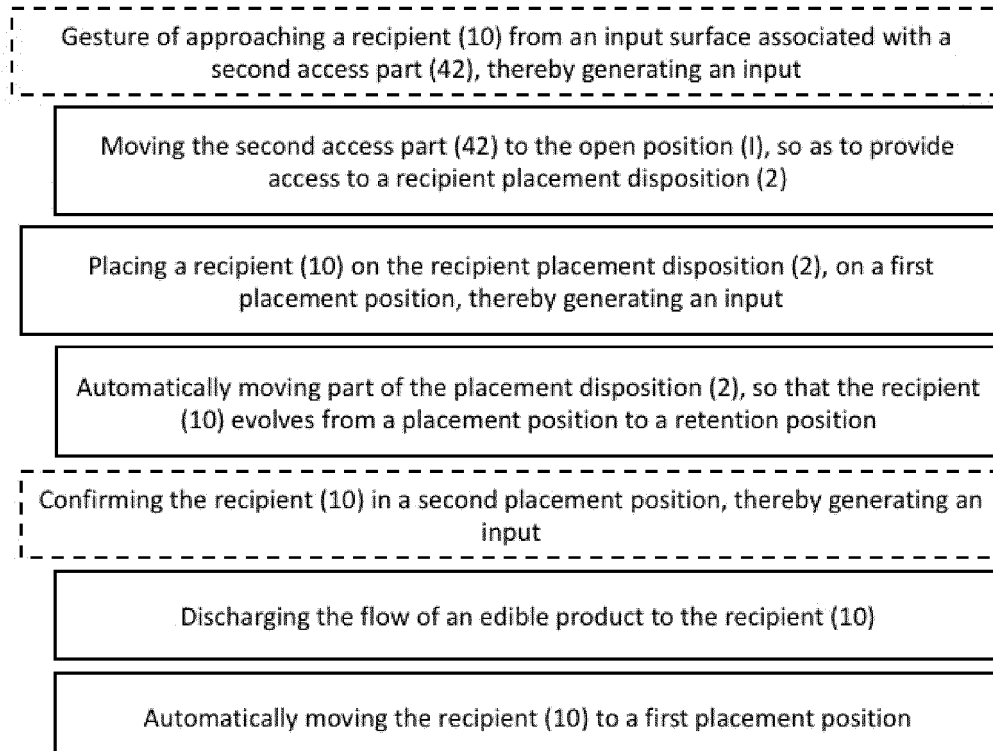 Gesture of approaching a recipient (10) from an input surface associated with a
second access part (42), thereby generating an input
Moving the second access part (42) to the open position (I), so as to provide
access to a recipient placement disposition (2)
Placing a recipient (10) on the recipient placement disposition (2), on a first
placement position, thereby generating an input
Automatically moving part of the placement disposition (2), so that the recipient
(10) evolves from a placement position to a retention position
Confirming the recipient (10) in a second placement position, thereby generating an
input
Discharging the flow of an edible product to the recipient (10)
Automatically moving the recipient (10) to a first placement position